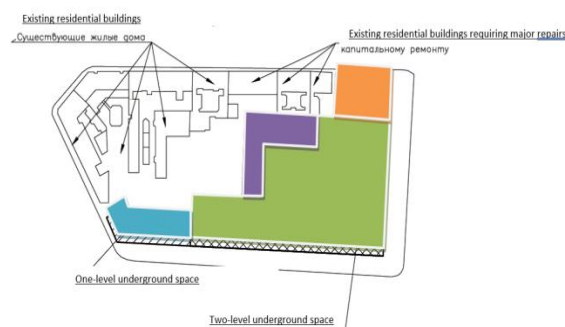 Existing residential buildings
Существующие жилые дома
Existing residential buildings requiring major repairs
капитальному ремонту
One-level underground space
Two-level underground space